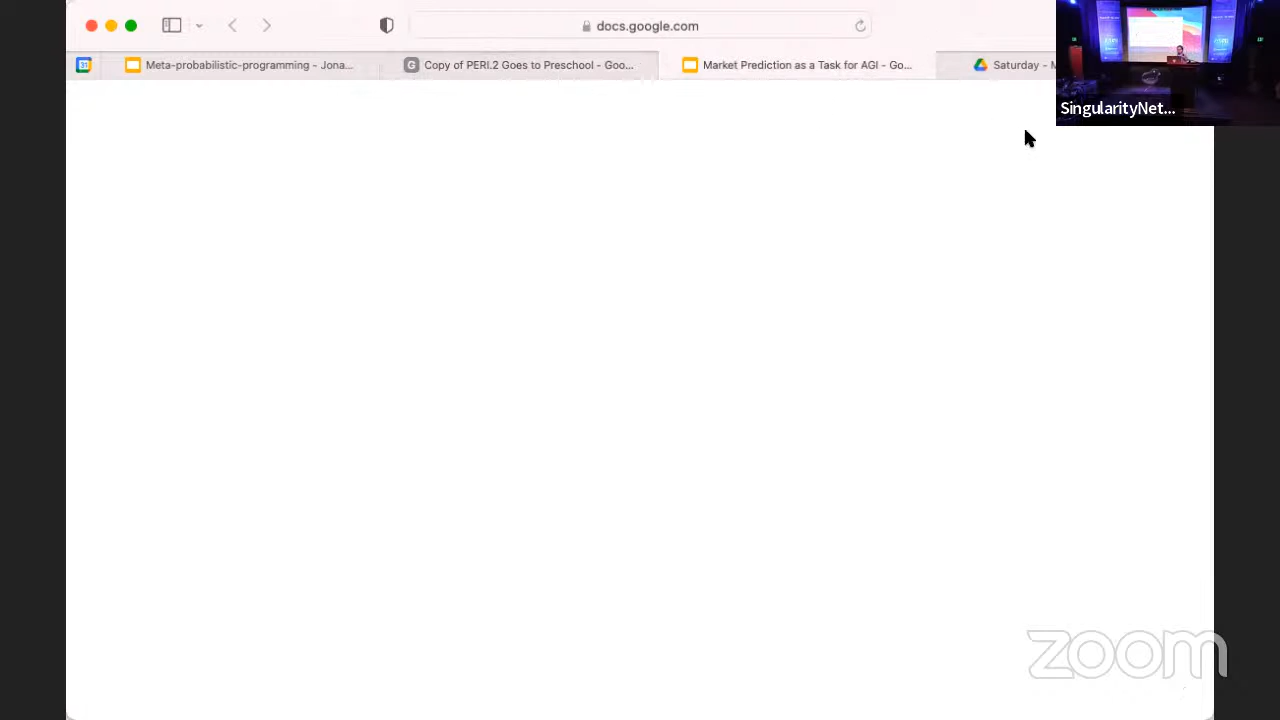 docs.google.com
31
Meta-probabilistic-programming - Jona...
G
Copy of PERI.2 Goes to Preschool - Goo...
Market Prediction as a Task for AGI - Go...
Saturday - M
SingularityNet...
zoom